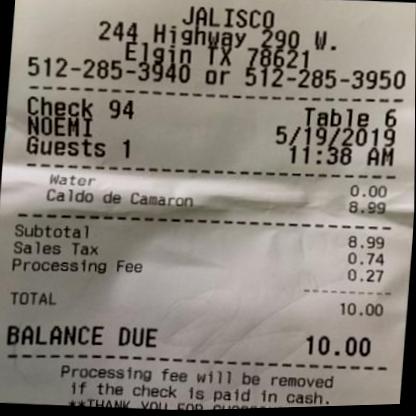 JALISCO
244 Highway 290 W.
Elgin TX 78621
512-285-3940 or 512-285-3950
Check 94 Table 6
NOEMI 5/19/2019
Guests 1 11:38 AM
Water 0.00
Caldo de Camaron 8.99
Subtotal 8.99
Sales Tax 0.74
Processing Fee 0.27
TOTAL 10.00
BALANCE DUE 10.00
Processing fee will be removed
if the check is paid in cash.
**THANK YOU FOR